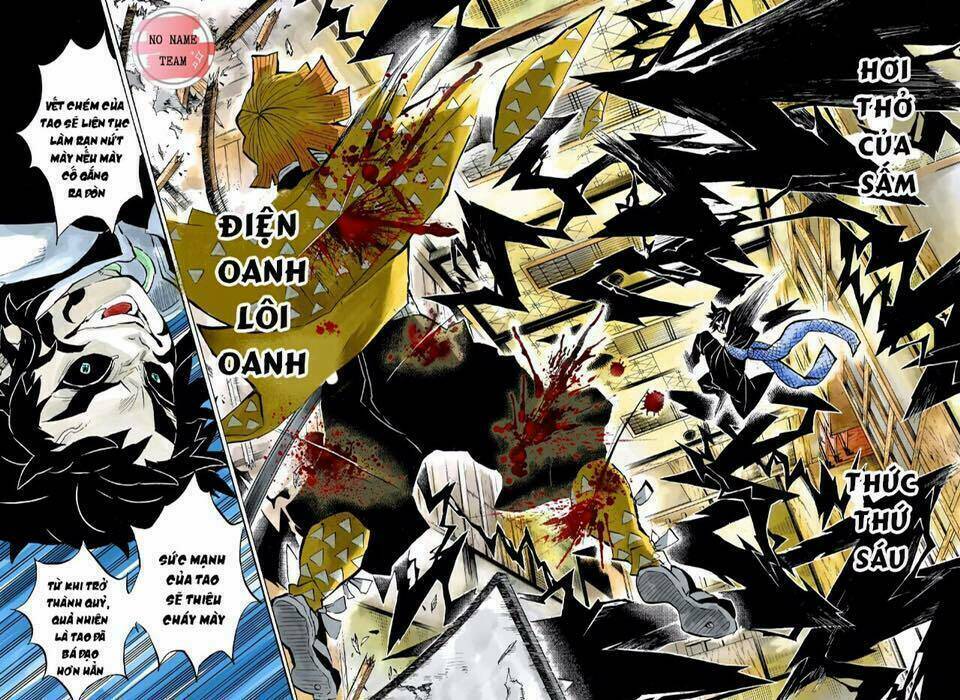 HƠI
THỞ
CỦA
SẤM
THỨC
THỨ
SÁU
ĐIỆN
OANH
LÔI
OANH
NO NAME
TEAM
VẾT CHÉM CỦA
TAO SẼ LIÊN TỤC
LÀM RẠN NỨT
MÀY NẾU MÀY
CỐ GẮNG
RA ĐÒN
SỨC MẠNH
CỦA TAO
SẼ THIÊU
CHÁY MÀY
TỪ KHI TRỞ
THÀNH QUỶ,
QUẢ NHIÊN
LÀ TAO ĐÃ
BÁ ĐẠO
HƠN HẲN